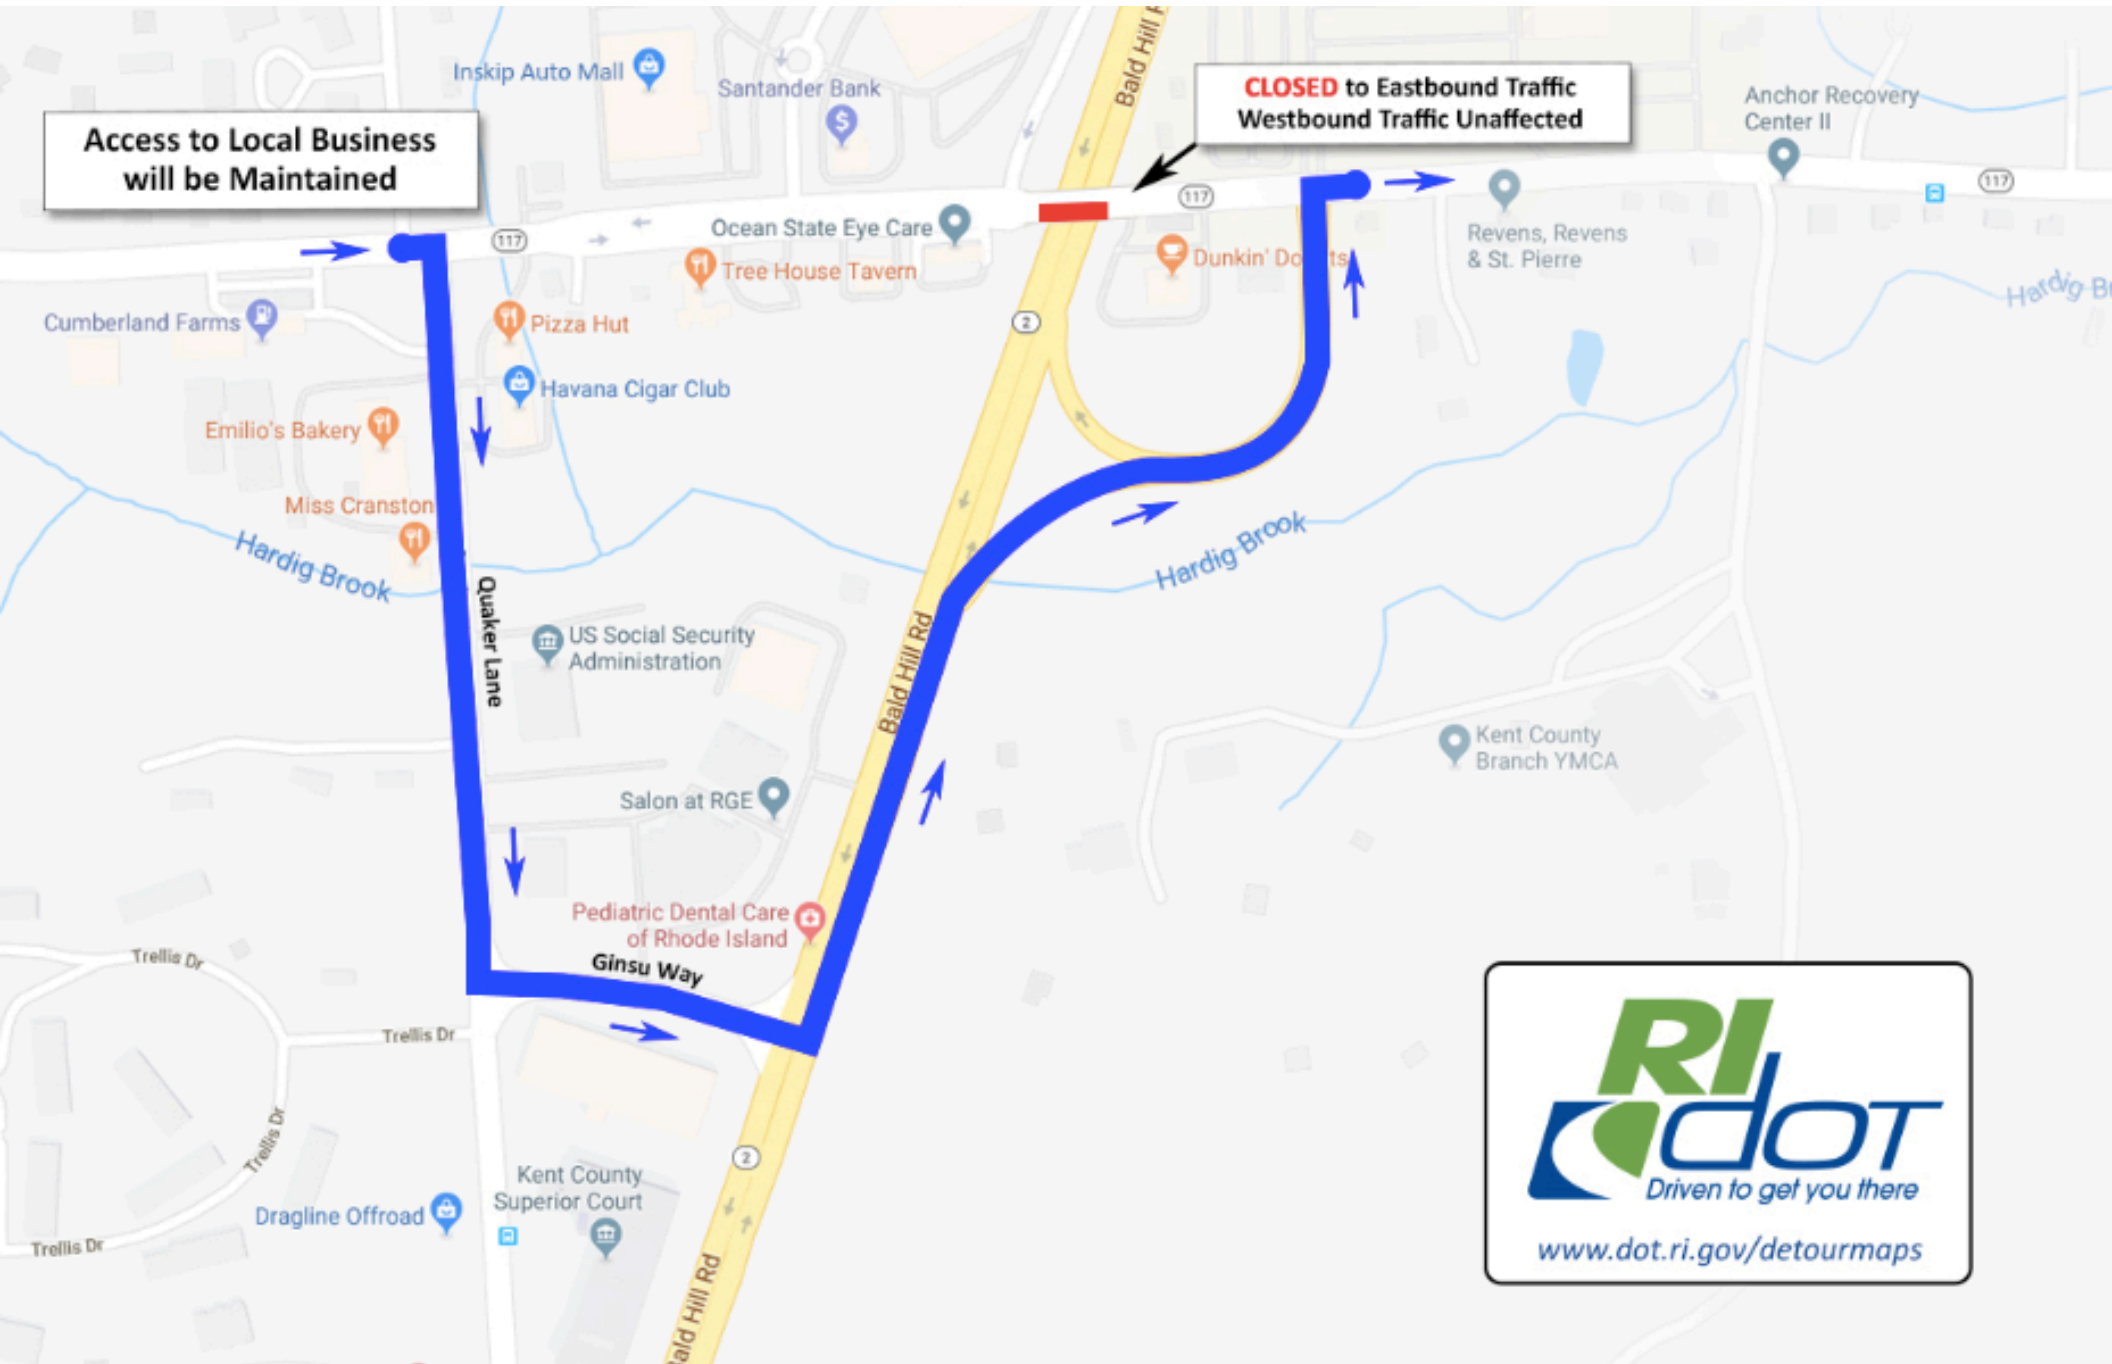 Bald Hill R
Inskip Auto Mall
Santander Bank
$
CLOSED to Eastbound Traffic
Westbound Traffic Unaffected
Anchor Recovery
Center II
Access to Local Business
will be Maintained
117
117
117
Ocean State Eye Care
Tree House Tavern
Dunkin' Do
ts
Revens, Revens
& St. Pierre
Hardig Br
Cumberland Farms
Pizza Hut
2
Havana Cigar Club
Emilio's Bakery
Miss Cranston
Hardig Brook
Hardig Brook
Quaker Lane
US Social Security
Administration
Bald Hill Rd
Kent County
Branch YMCA
Salon at RGE
Pediatric Dental Care
of Rhode Island
Ginsu Way
Trellis Dr
Trellis Dr
Trellis Dr
Trellis Dr
2
Kent County
Superior Court
Dragline Offroad
ald Hill Rd
RI
DOT
Driven to get you there
www.dot.ri.gov/detourmaps